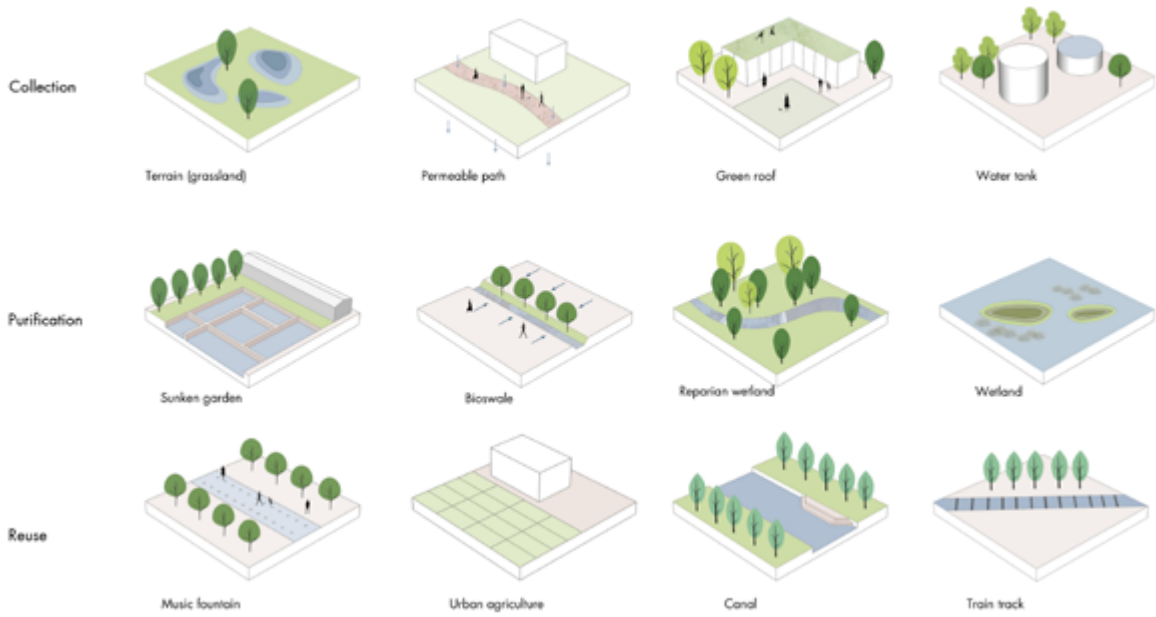 Collection
Terrain (grassland)
Permeable path
Green roof
Water tank
Purification
Sunken garden
Bioswale
Reparian wetland
Wetland
Reuse
Music fountain
Urban agriculture
Canal
Train track